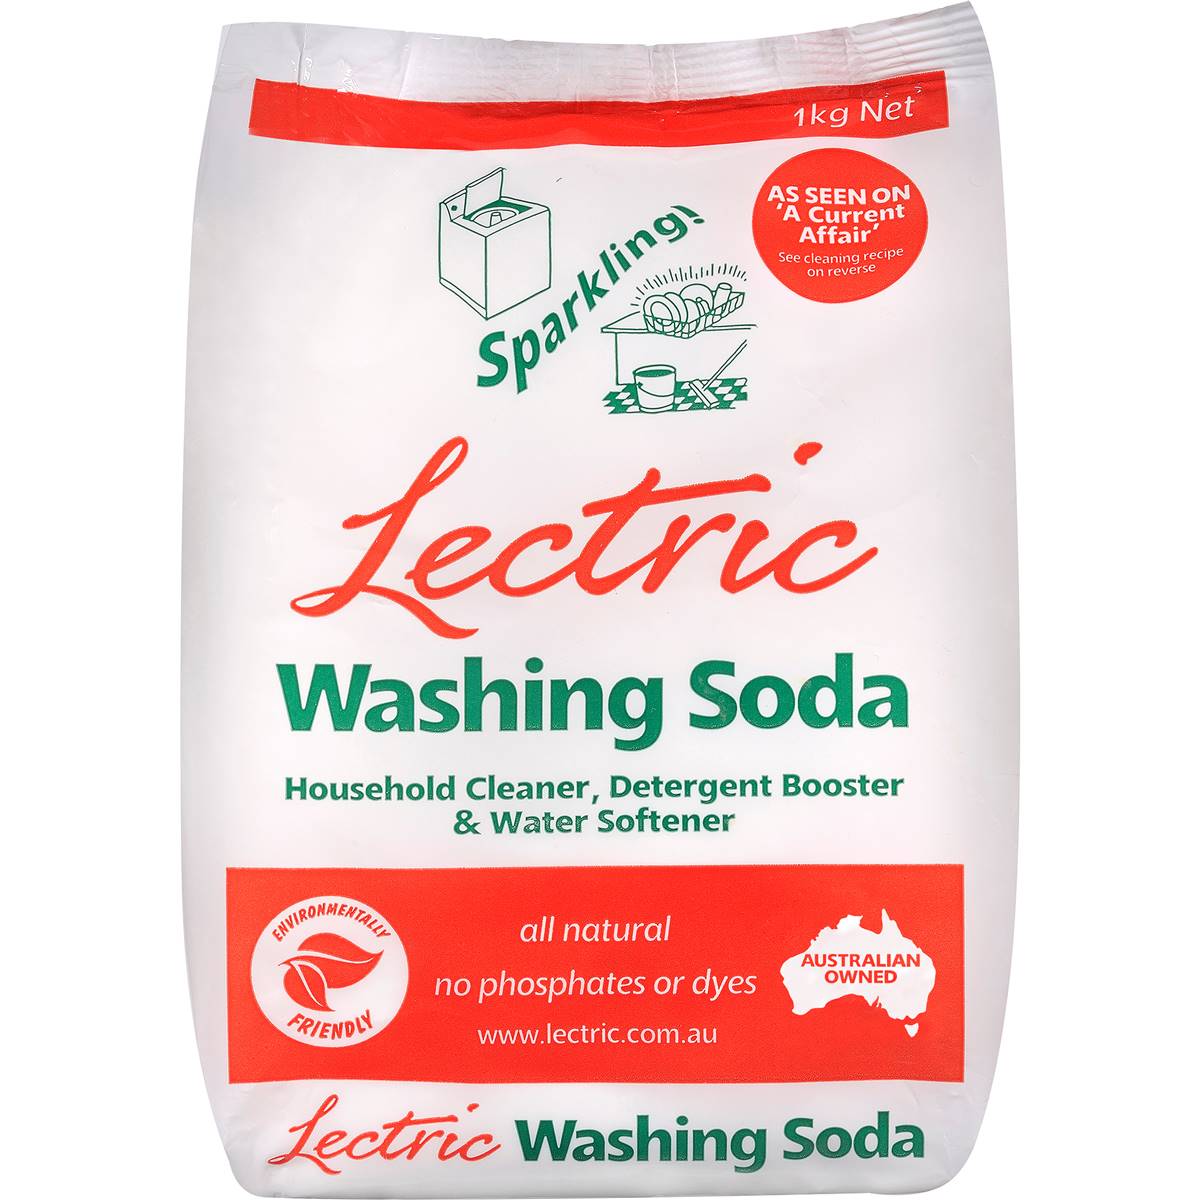 1kg Net
AS SEEN ON
'A Current
Affair'
See cleaning recipe
on reverse
Sparkling!
Lectric
Washing Soda
Household Cleaner, Detergent Booster
& Water Softener
ENVIRONMENTALLY
FRIENDLY
all natural
no phosphates or dyes
www.lectric.com.au
AUSTRALIAN
OWNED
Lectric Washing Soda